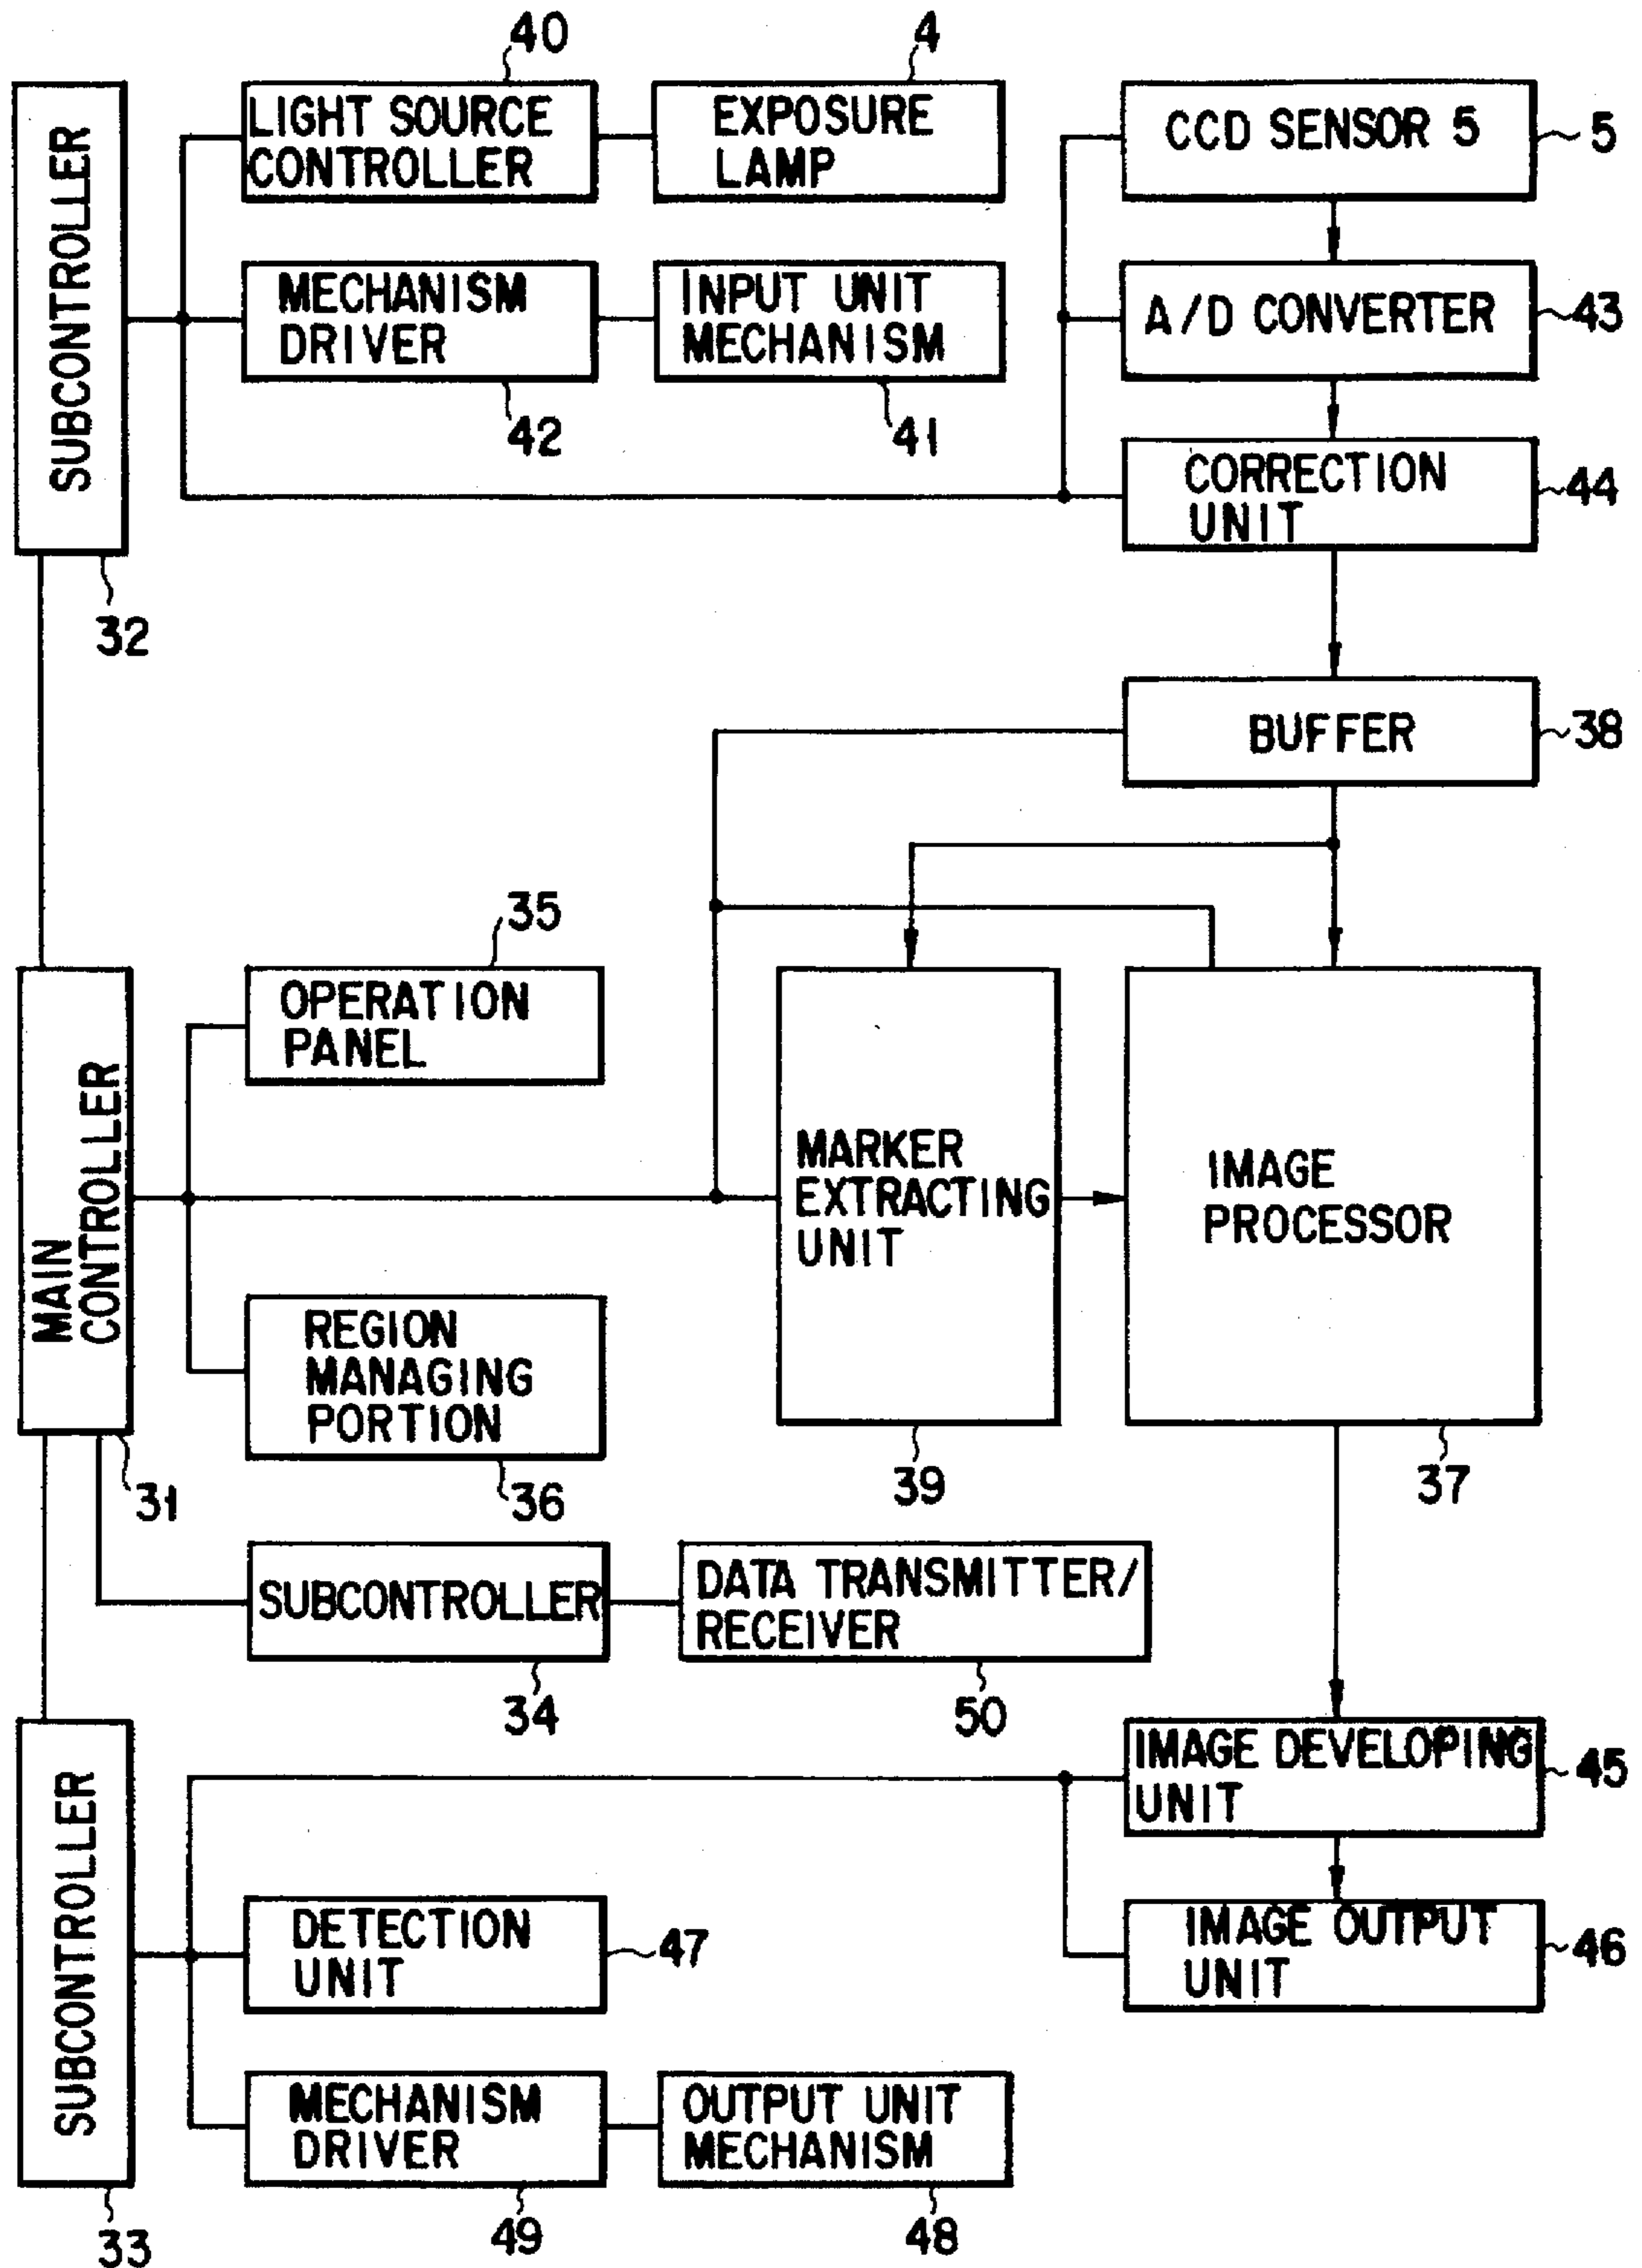 40
4
LIGHT SOURCE
CONTROLLER
EXPOSURE
LAMP
CCD SENSOR 5
5
SUBCONTROLLER
MECHANISM
DRIVER
INPUT UNIT
MECHANISM
A/D CONVERTER
43
42
41
CORRECTION
UNIT
44
32
BUFFER
38
35
OPERATION
PANEL
MAIN
CONTROLLER
MARKER
EXTRACTING
UNIT
IMAGE
PROCESSOR
REGION
MANAGING
PORTION
31
36
39
37
SUBCONTROLLER
DATA TRANSMITTER/
RECEIVER
34
50
IMAGE DEVELOPING
UNIT
45
SUBCONTROLLER
DETECTION
UNIT
47
IMAGE OUTPUT
UNIT
46
MECHANISM
DRIVER
OUTPUT UNIT
MECHANISM
33
49
48